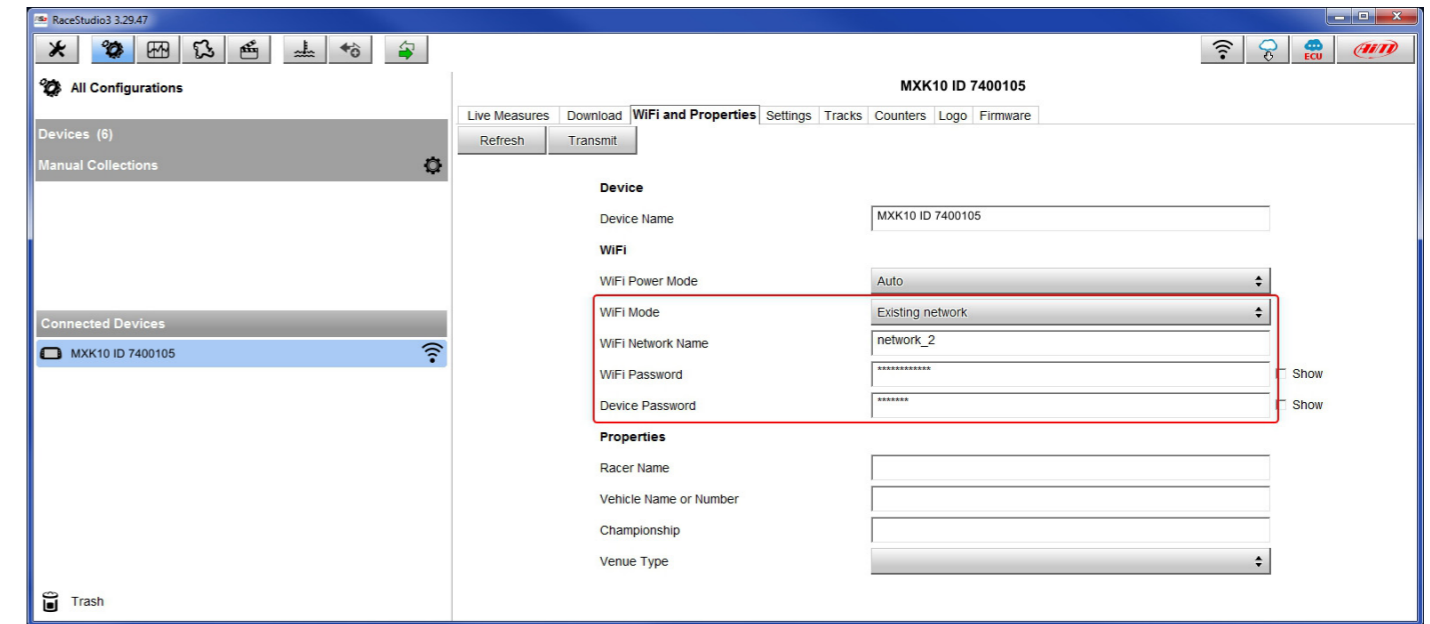 RaceStudio3 3.29.47
ECU
AiM
All Configurations
MXK10 ID 7400105
Live Measures Download WiFi and Properties Settings Tracks Counters Logo Firmware
Devices (6)
Refresh Transmit
Manual Collections
Device
Device Name MXK10 ID 7400105
WiFi
WiFi Power Mode Auto
WiFi Mode Existing network
Connected Devices
WiFi Network Name network_2
MXK10 ID 7400105
WiFi Password ************ Show
Device Password ******* Show
Properties
Racer Name
Vehicle Name or Number
Championship
Venue Type
Trash